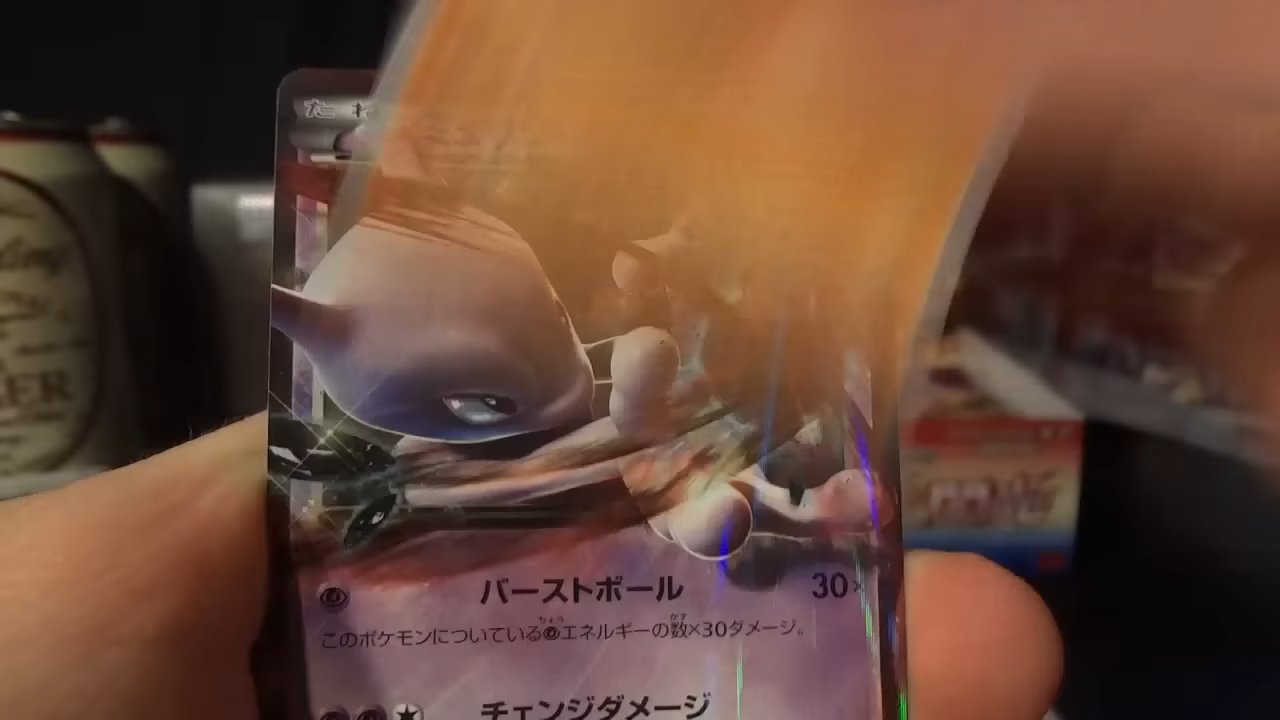 たね
バーストボール 30×
このポケモンについているエネルギーの数×30ダメージ。
チェンジダメージ